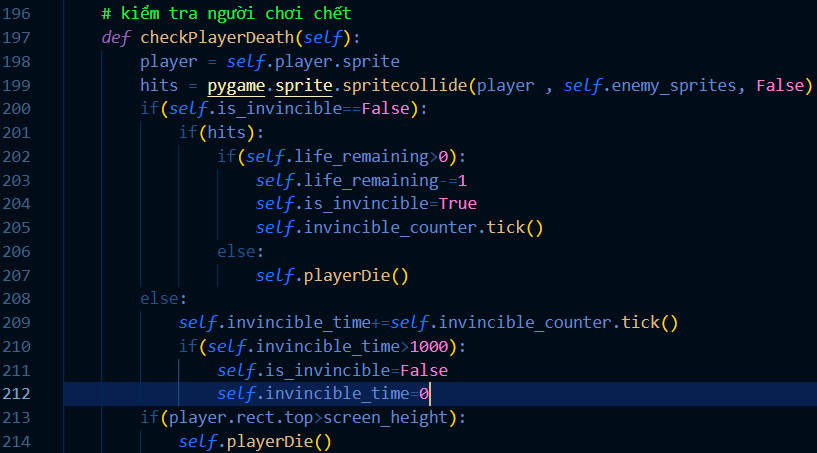 196 # kiểm tra người chơi chết
197 def checkPlayerDeath(self):
198 player = self.player.sprite
199 hits = pygame.sprite.spritecollide(player , self.enemy_sprites, False)
200 if(self.is_invincible==False):
201 if(hits):
202 if(self.life_remaining>0):
203 self.life_remaining-=1
204 self.is_invincible=True
205 self.invincible_counter.tick()
206 else:
207 self.playerDie()
208 else:
209 self.invincible_time+=self.invincible_counter.tick()
210 if(self.invincible_time>1000):
211 self.is_invincible=False
212 self.invincible_time=0
213 if(player.rect.top>screen_height):
214 self.playerDie()